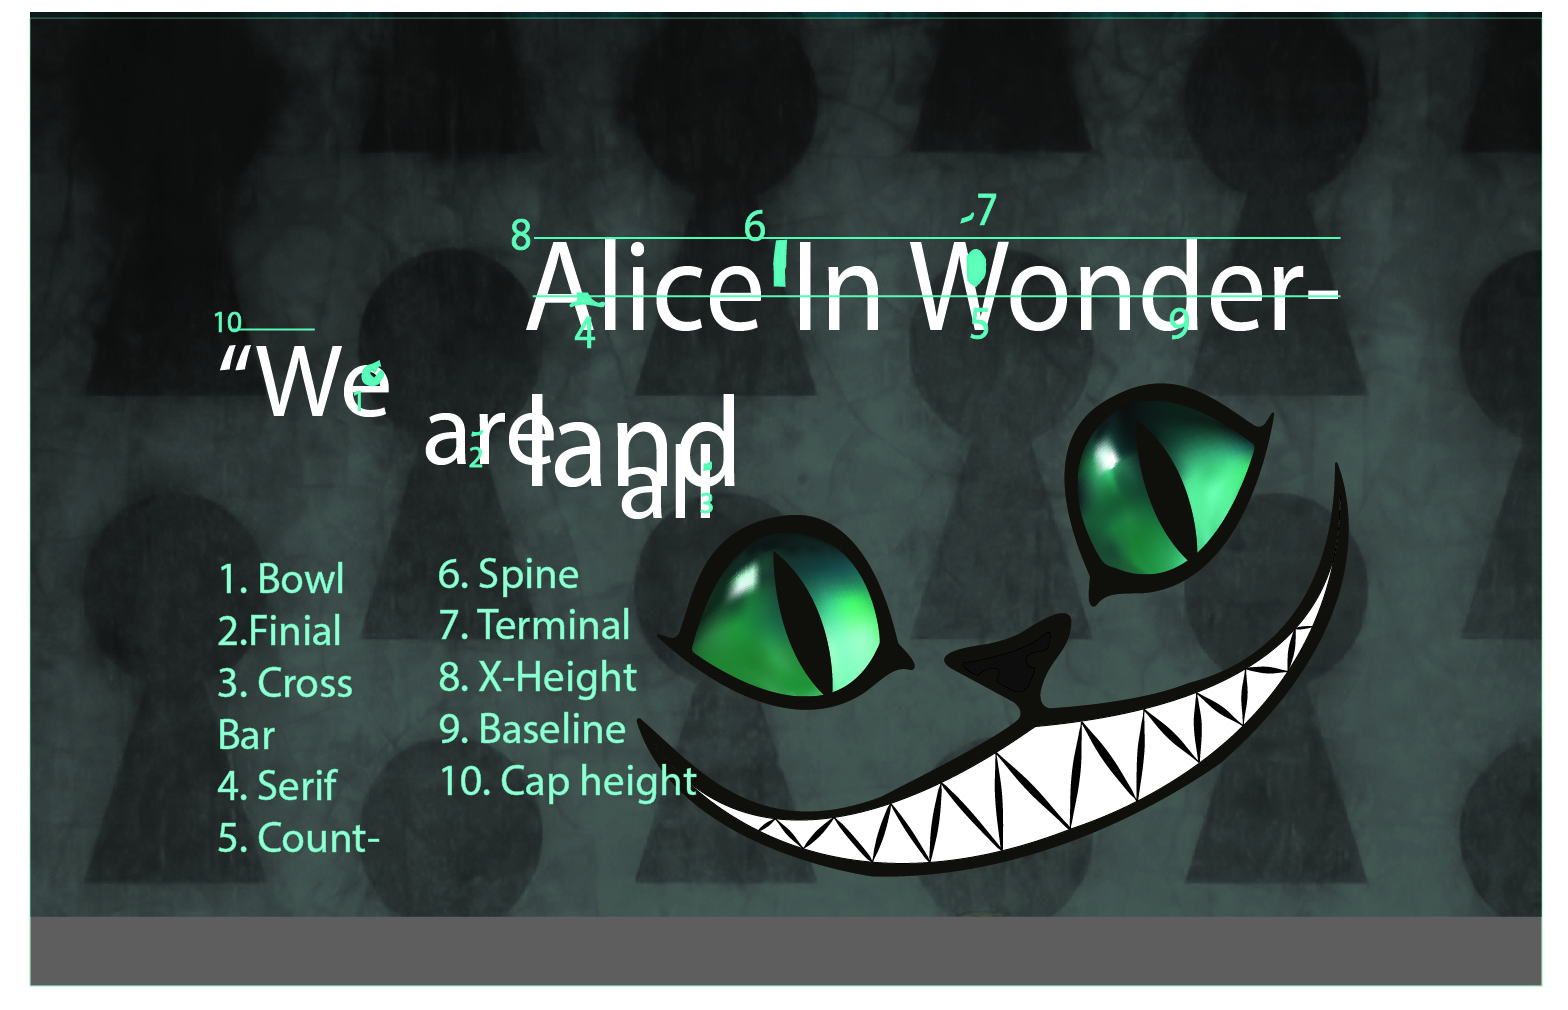 8
6
7
Alice In Wonder-
4
5
9
10
“We
1
are
2
land
all
3
1. Bowl
2.Finial
3. Cross
Bar
4. Serif
5. Count-
6. Spine
7. Terminal
8. X-Height
9. Baseline
10. Cap height